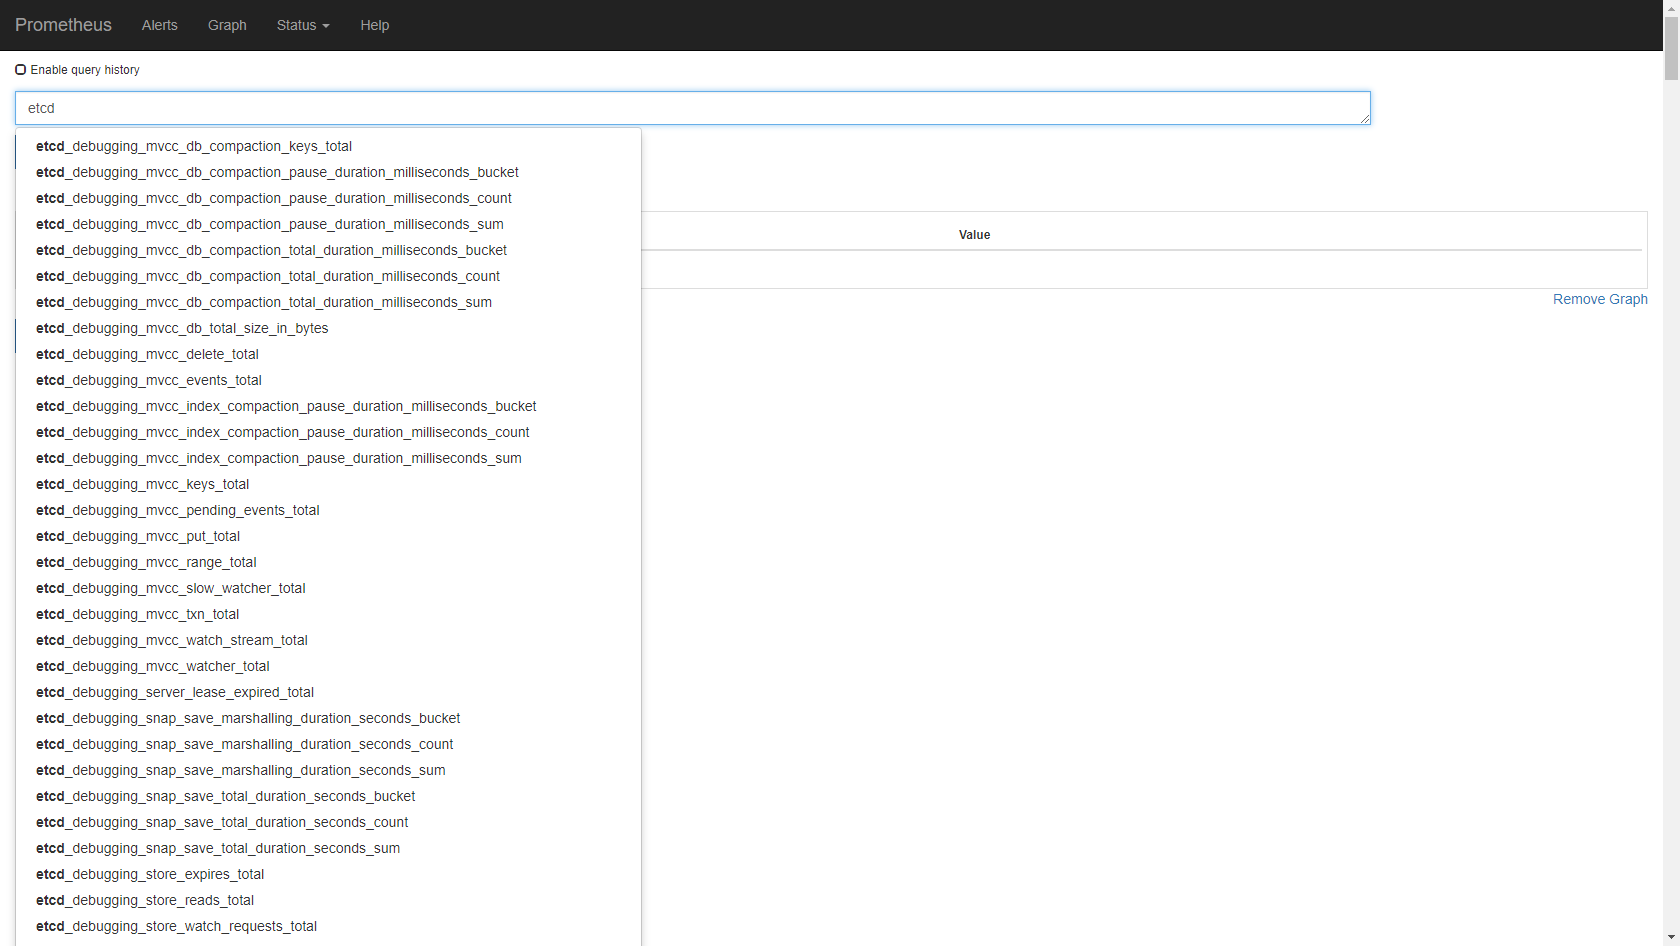 Prometheus Alerts Graph Status Help
Enable query history
etcd
etcd_debugging_mvcc_db_compaction_keys_total
etcd_debugging_mvcc_db_compaction_pause_duration_milliseconds_bucket
etcd_debugging_mvcc_db_compaction_pause_duration_milliseconds_count
etcd_debugging_mvcc_db_compaction_pause_duration_milliseconds_sum
Value
etcd_debugging_mvcc_db_compaction_total_duration_milliseconds_bucket
etcd_debugging_mvcc_db_compaction_total_duration_milliseconds_count
etcd_debugging_mvcc_db_compaction_total_duration_milliseconds_sum
Remove Graph
etcd_debugging_mvcc_db_total_size_in_bytes
etcd_debugging_mvcc_delete_total
etcd_debugging_mvcc_events_total
etcd_debugging_mvcc_index_compaction_pause_duration_milliseconds_bucket
etcd_debugging_mvcc_index_compaction_pause_duration_milliseconds_count
etcd_debugging_mvcc_index_compaction_pause_duration_milliseconds_sum
etcd_debugging_mvcc_keys_total
etcd_debugging_mvcc_pending_events_total
etcd_debugging_mvcc_put_total
etcd_debugging_mvcc_range_total
etcd_debugging_mvcc_slow_watcher_total
etcd_debugging_mvcc_txn_total
etcd_debugging_mvcc_watch_stream_total
etcd_debugging_mvcc_watcher_total
etcd_debugging_server_lease_expired_total
etcd_debugging_snap_save_marshalling_duration_seconds_bucket
etcd_debugging_snap_save_marshalling_duration_seconds_count
etcd_debugging_snap_save_marshalling_duration_seconds_sum
etcd_debugging_snap_save_total_duration_seconds_bucket
etcd_debugging_snap_save_total_duration_seconds_count
etcd_debugging_snap_save_total_duration_seconds_sum
etcd_debugging_store_expires_total
etcd_debugging_store_reads_total
etcd_debugging_store_watch_requests_total